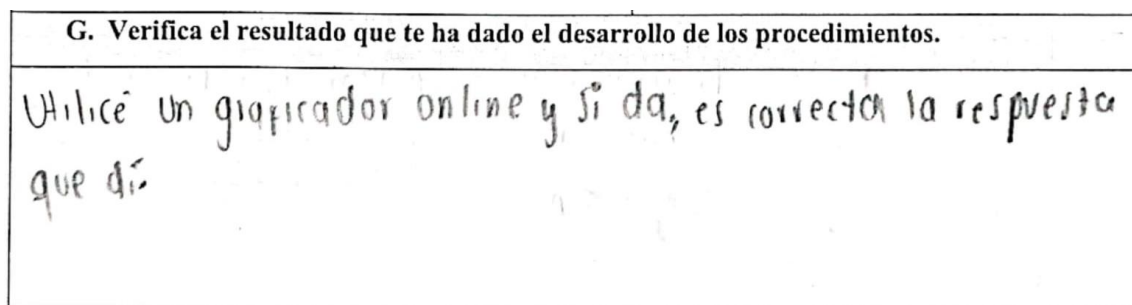 G. Verifica el resultado que te ha dado el desarrollo de los procedimientos.
Utilicé un graficador online y si da, es correcta la respuesta
que di.